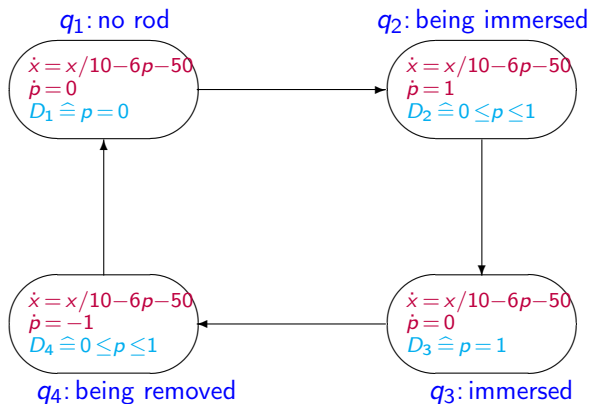 q₁: no rod
ẋ = x/10−6p−50
ṗ = 0
D₁ ≙ p = 0
q₂: being immersed
ẋ = x/10−6p−50
ṗ = 1
D₂ ≙ 0 ≤ p ≤ 1
ẋ = x/10−6p−50
ṗ = −1
D₄ ≙ 0 ≤ p ≤ 1
q₄: being removed
ẋ = x/10−6p−50
ṗ = 0
D₃ ≙ p = 1
q₃: immersed